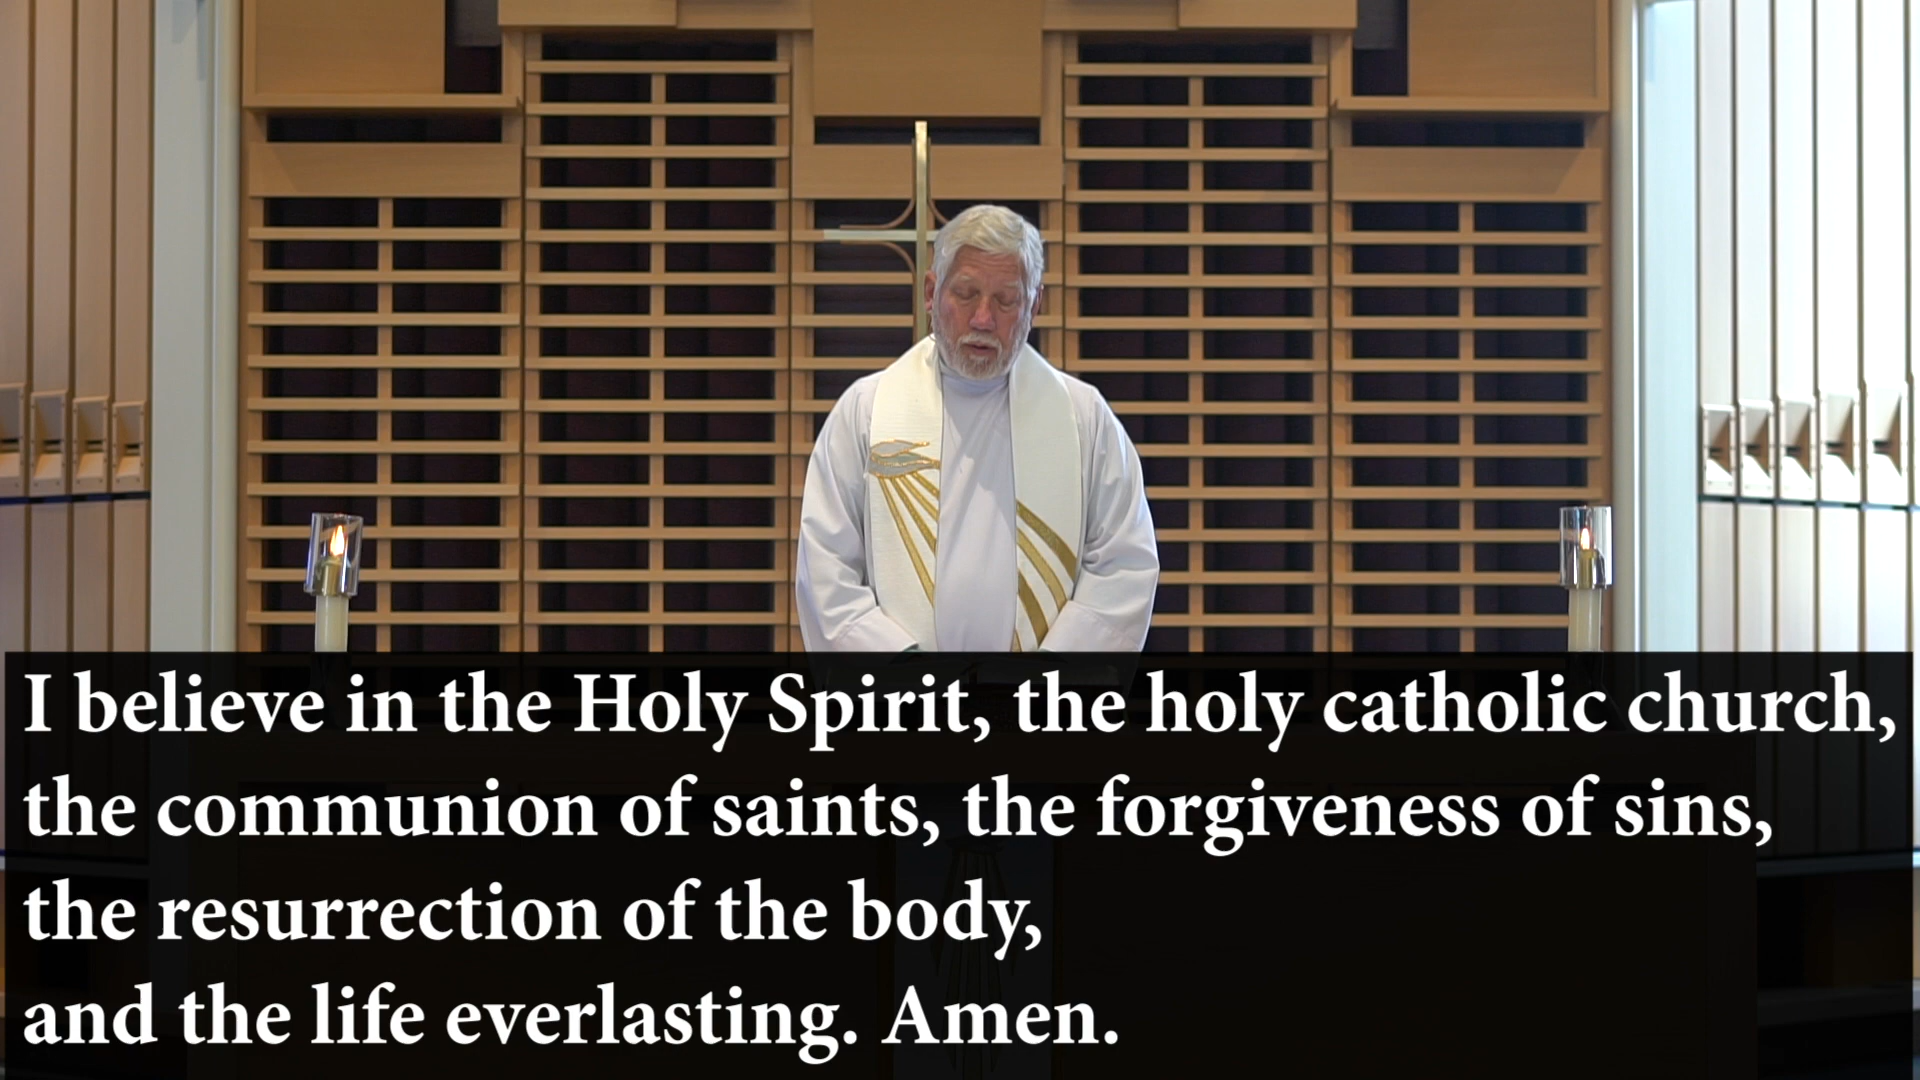 I believe in the Holy Spirit, the holy catholic church,
the communion of saints, the forgiveness of sins,
the resurrection of the body,
and the life everlasting. Amen.